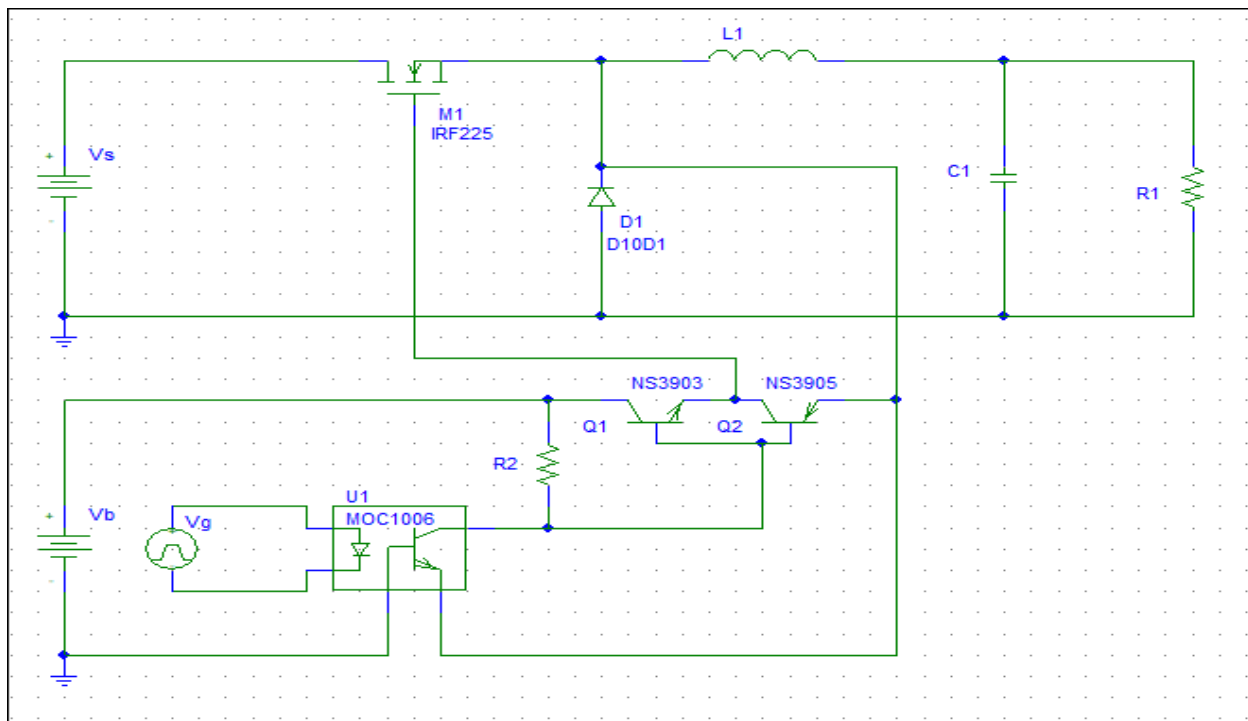 L1
M1
IRF225
+ Vs
-
C1
R1
D1
D10D1
NS3903
NS3905
Q1
Q2
R2
U1
MOC1006
+ Vb
-
Vg